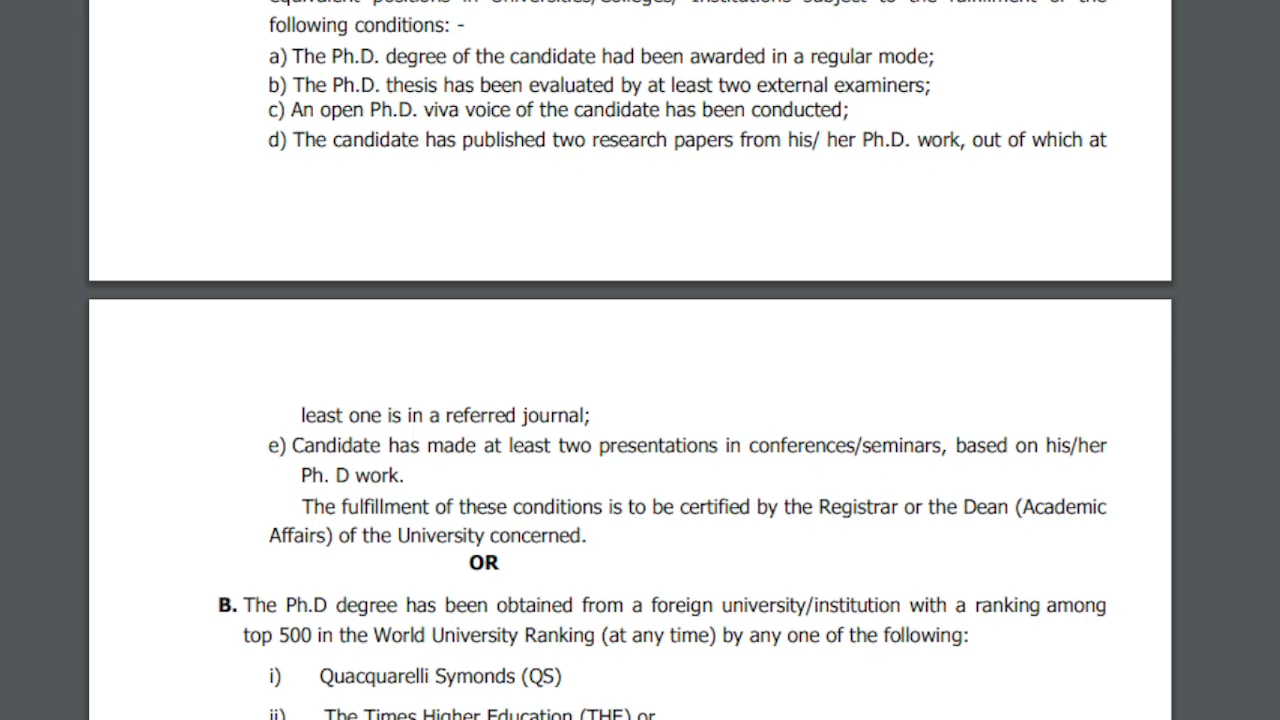 equivalent positions in Universities/Colleges/ Institutions subject to the fulfillment of the
following conditions: -
a) The Ph.D. degree of the candidate had been awarded in a regular mode;
b) The Ph.D. thesis has been evaluated by at least two external examiners;
c) An open Ph.D. viva voice of the candidate has been conducted;
d) The candidate has published two research papers from his/ her Ph.D. work, out of which at
least one is in a referred journal;
e) Candidate has made at least two presentations in conferences/seminars, based on his/her
Ph. D work.
The fulfillment of these conditions is to be certified by the Registrar or the Dean (Academic
Affairs) of the University concerned.
OR
B. The Ph.D degree has been obtained from a foreign university/institution with a ranking among
top 500 in the World University Ranking (at any time) by any one of the following:
i) Quacquarelli Symonds (QS)
ii) The Times Higher Education (THE) or